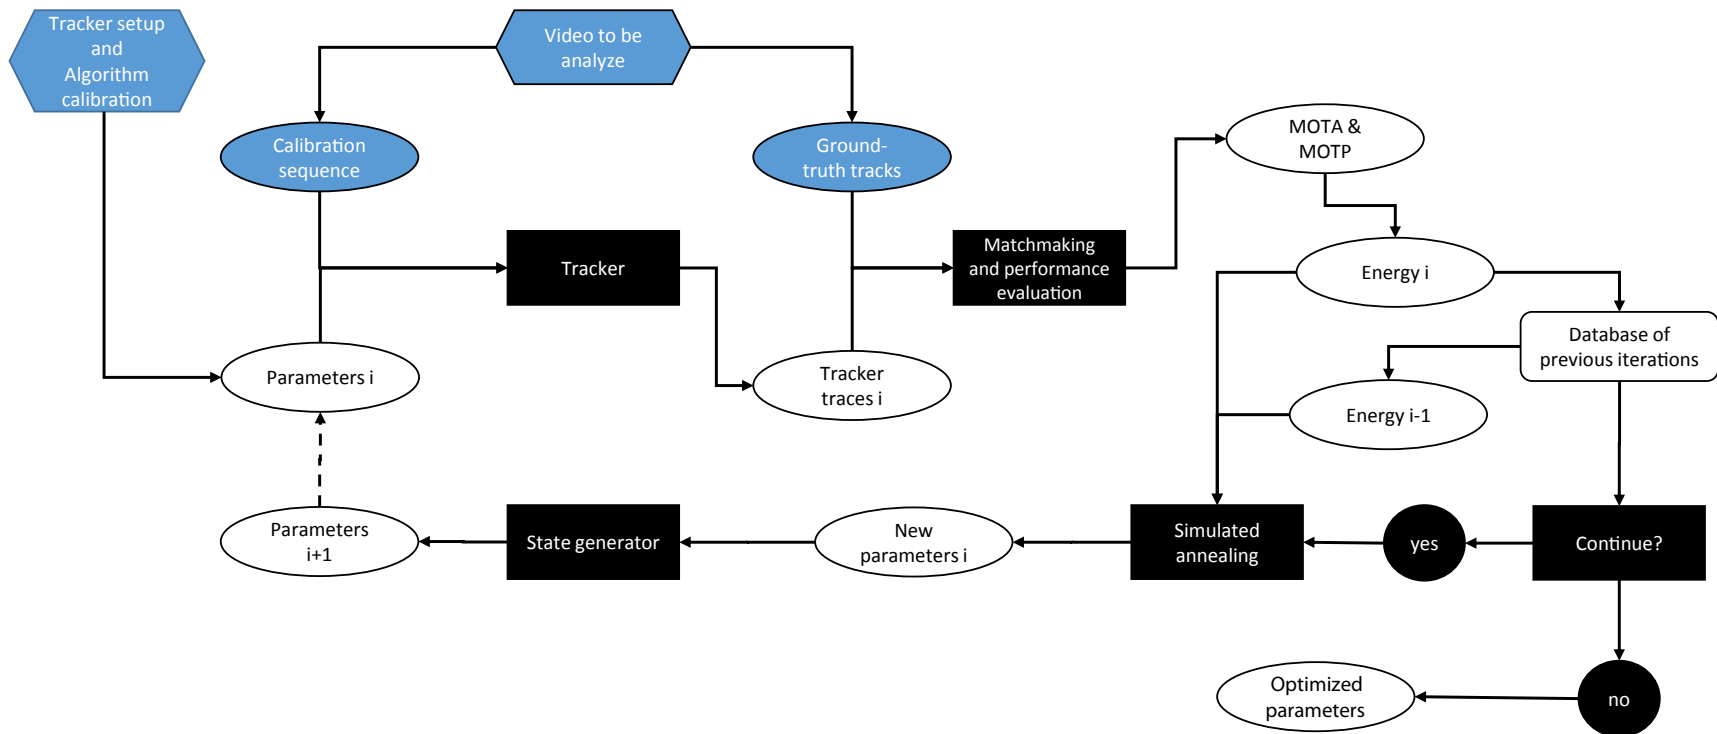 Tracker setup
and
Algorithm
calibration
Video to be
analyze
Calibration
sequence
Ground-
truth tracks
MOTA &
MOTP
Tracker
Matchmaking
and performance
evaluation
Energy i
Database of
previous iterations
Parameters i
Tracker
traces i
Energy i-1
Parameters
i+1
State generator
New
parameters i
Simulated
annealing
yes
Continue?
Optimized
parameters
no